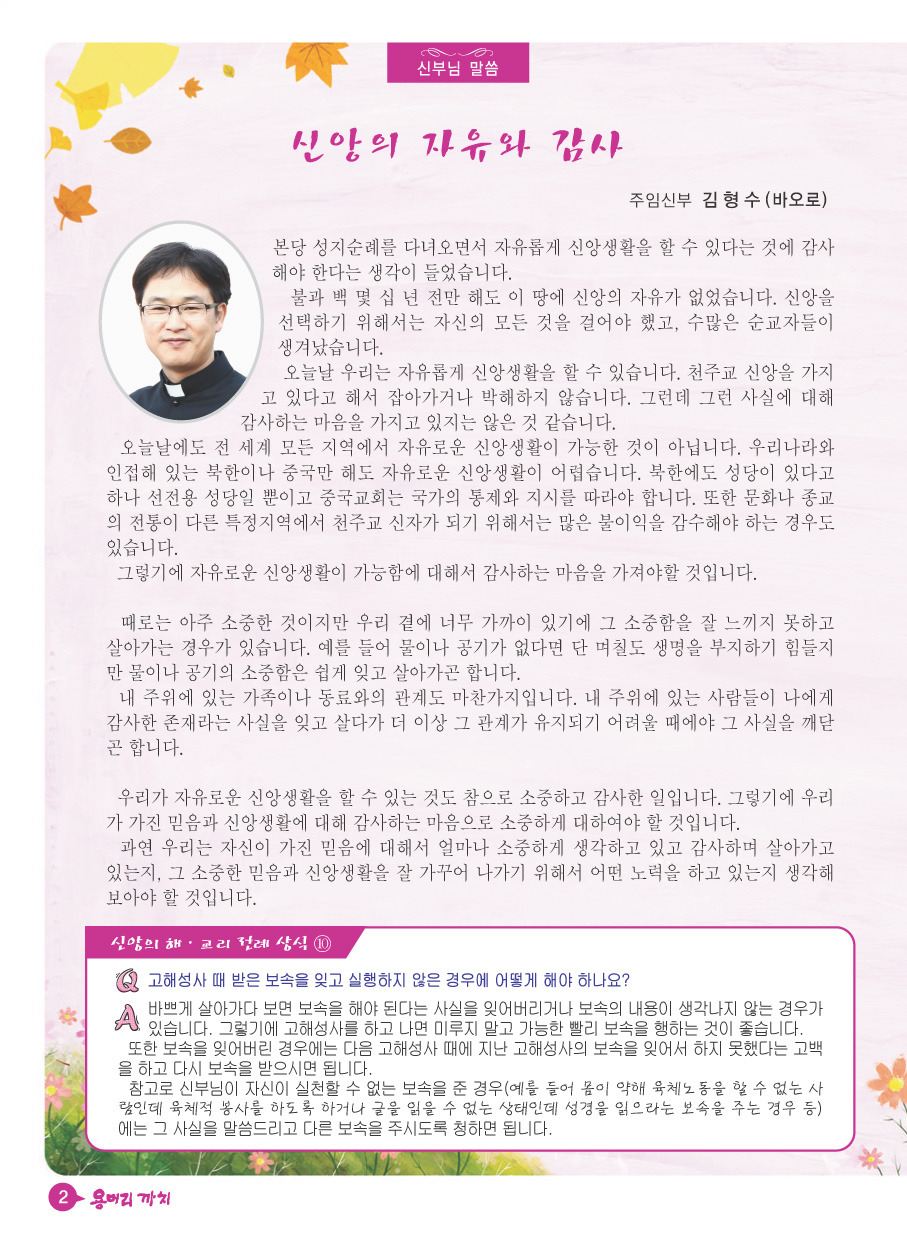 신부님 말씀
신앙의 자유와 감사
주임신부 김 형 수 (바오로)
본당 성지순례를 다녀오면서 자유롭게 신앙생활을 할 수 있다는 것에 감사
해야 한다는 생각이 들었습니다.
불과 백 몇 십 년 전만 해도 이 땅에 신앙의 자유가 없었습니다. 신앙을
선택하기 위해서는 자신의 모든 것을 걸어야 했고, 수많은 순교자들이
생겨났습니다.
오늘날 우리는 자유롭게 신앙생활을 할 수 있습니다. 천주교 신앙을 가지
고 있다고 해서 잡아가거나 박해하지 않습니다. 그런데 그런 사실에 대해
감사하는 마음을 가지고 있지는 않은 것 같습니다.
오늘날에도 전 세계 모든 지역에서 자유로운 신앙생활이 가능한 것이 아닙니다. 우리나라와
인접해 있는 북한이나 중국만 해도 자유로운 신앙생활이 어렵습니다. 북한에도 성당이 있다고
하나 선전용 성당일 뿐이고 중국교회는 국가의 통제와 지시를 따라야 합니다. 또한 문화나 종교
의 전통이 다른 특정지역에서 천주교 신자가 되기 위해서는 많은 불이익을 감수해야 하는 경우도
있습니다.
그렇기에 자유로운 신앙생활이 가능함에 대해서 감사하는 마음을 가져야할 것입니다.
때로는 아주 소중한 것이지만 우리 곁에 너무 가까이 있기에 그 소중함을 잘 느끼지 못하고
살아가는 경우가 있습니다. 예를 들어 물이나 공기가 없다면 단 며칠도 생명을 부지하기 힘들지
만 물이나 공기의 소중함은 쉽게 잊고 살아가곤 합니다.
내 주위에 있는 가족이나 동료와의 관계도 마찬가지입니다. 내 주위에 있는 사람들이 나에게
감사한 존재라는 사실을 잊고 살다가 더 이상 그 관계가 유지되기 어려울 때에야 그 사실을 깨닫
곤 합니다.
우리가 자유로운 신앙생활을 할 수 있는 것도 참으로 소중하고 감사한 일입니다. 그렇기에 우리
가 가진 믿음과 신앙생활에 대해 감사하는 마음으로 소중하게 대하여야 할 것입니다.
과연 우리는 자신이 가진 믿음에 대해서 얼마나 소중하게 생각하고 있고 감사하며 살아가고
있는지, 그 소중한 믿음과 신앙생활을 잘 가꾸어 나가기 위해서 어떤 노력을 하고 있는지 생각해
보아야 할 것입니다.
신앙의 해 · 교리 전례 상식 ⑩
Q 고해성사 때 받은 보속을 잊고 실행하지 않은 경우에 어떻게 해야 하나요?
A 바쁘게 살아가다 보면 보속을 해야 된다는 사실을 잊어버리거나 보속의 내용이 생각나지 않는 경우가
있습니다. 그렇기에 고해성사를 하고 나면 미루지 말고 가능한 빨리 보속을 행하는 것이 좋습니다.
또한 보속을 잊어버린 경우에는 다음 고해성사 때에 지난 고해성사의 보속을 잊어서 하지 못했다는 고백
을 하고 다시 보속을 받으시면 됩니다.
참고로 신부님이 자신이 실천할 수 없는 보속을 준 경우(예를 들어 몸이 약해 육체노동을 할 수 없는 사
람인데 육체적 봉사를 하도록 하거나 글을 읽을 수 없는 상태인데 성경을 읽으라는 보속을 주는 경우 등)
에는 그 사실을 말씀드리고 다른 보속을 주시도록 청하면 됩니다.
2 용머리 까치